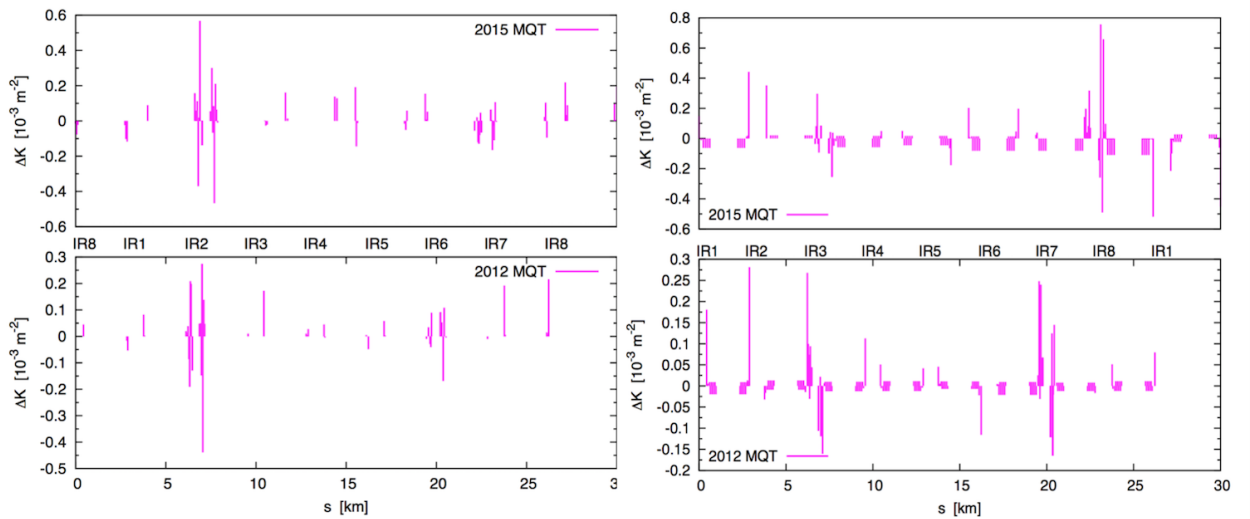 2015 MQT
ΔK [10⁻³ m⁻²]
0.6
0.4
0.2
0
-0.2
-0.4
-0.6
IR8 IR1 IR2 IR3 IR4 IR5 IR6 IR7 IR8
2012 MQT
ΔK [10⁻³ m⁻²]
0.3
0.2
0.1
0
-0.1
-0.2
-0.3
-0.4
-0.5
0 5 10 15 20 25
s [km]
ΔK [10⁻³ m⁻²]
0.8
0.6
0.4
0.2
0
-0.2
-0.4
-0.6
2015 MQT
IR1 IR2 IR3 IR4 IR5 IR6 IR7 IR8 IR1
ΔK [10⁻³ m⁻²]
0.3
0.25
0.2
0.15
0.1
0.05
0
-0.05
-0.1
-0.15
-0.2
2012 MQT
0 5 10 15 20 25 30
s [km]